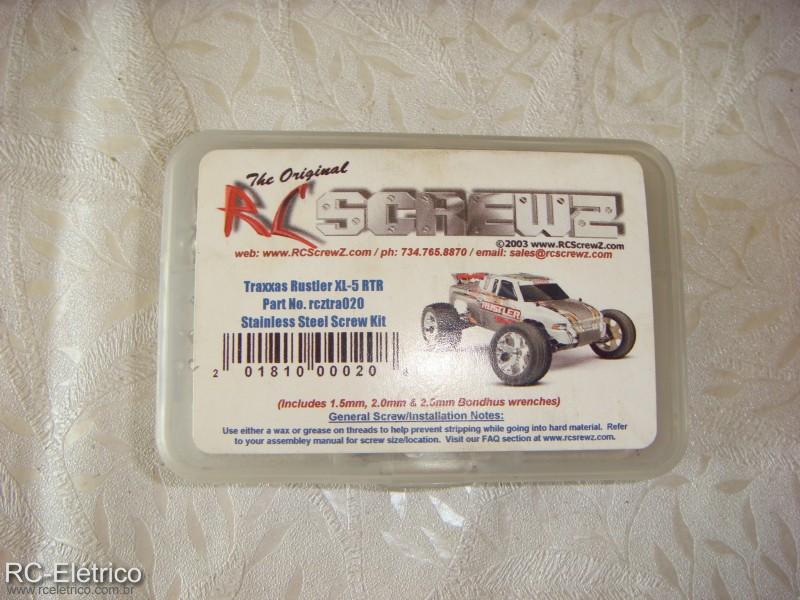 The Original
RC SCREWZ
©2003 www.RCScrewZ.com
web: www.RCScrewZ.com / ph: 734.765.8870 / email: sales@rcscrewz.com
Traxxas Rustler XL-5 RTR
Part No. rcztra020
Stainless Steel Screw Kit
RUSTLER
2 01810 00020
(Includes 1.5mm, 2.0mm & 2.5mm Bondhus wrenches)
General Screw/Installation Notes:
Use either a wax or grease on threads to help prevent stripping while going into hard material. Refer
to your assembley manual for screw size/location. Visit our FAQ section at www.rcsrewz.com.
RC-Elétrico
www.rceletrico.com.br